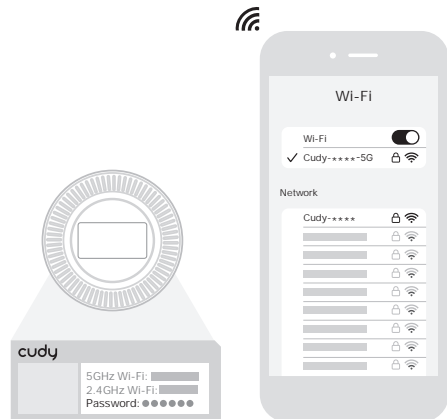 Wi-Fi
Wi-Fi
Cudy-****-5G
Network
Cudy-****
cudy
5GHz Wi-Fi:
2.4GHz Wi-Fi:
Password: ●●●●●●